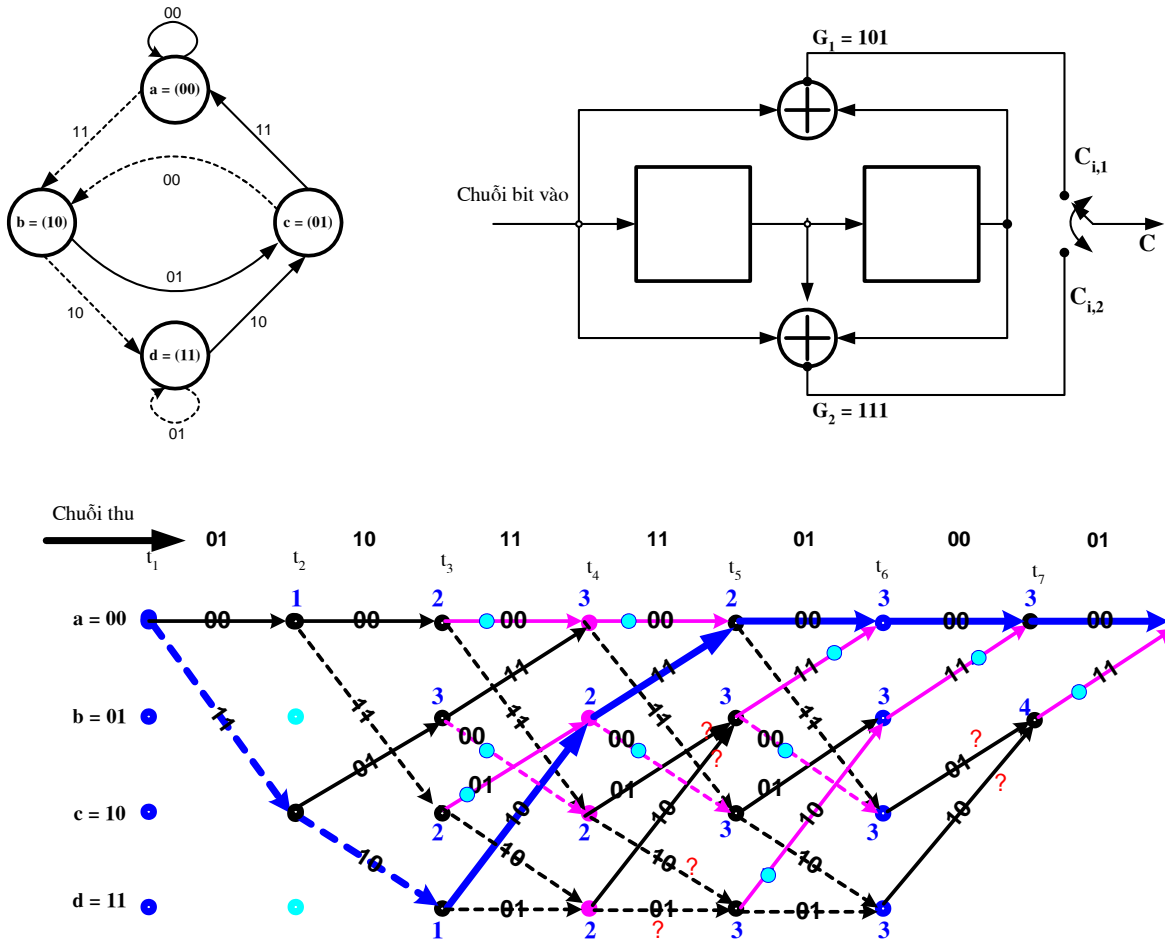 00
a = (00)
11
11
00
b = (10)
c = (01)
01
10
10
d = (11)
01
G1 = 101
Chuỗi bit vào
Ci,1
C
Ci,2
G2 = 111
Chuỗi thu
01 10 11 11 01 00 01
t1 t2 t3 t4 t5 t6 t7
1 2 3 2 3 3
a = 00 00 00 00 00 00 00 00
11 11 11 11 11 11 11 11 11
3 2 3 3 4
b = 01
? ? ?
00 00 00
01 01 01 01 01
? ?
c = 10
2 2 3 3
10 10 10 10 10 10 10
?
d = 11 01 01 01
?
1 2 3 3